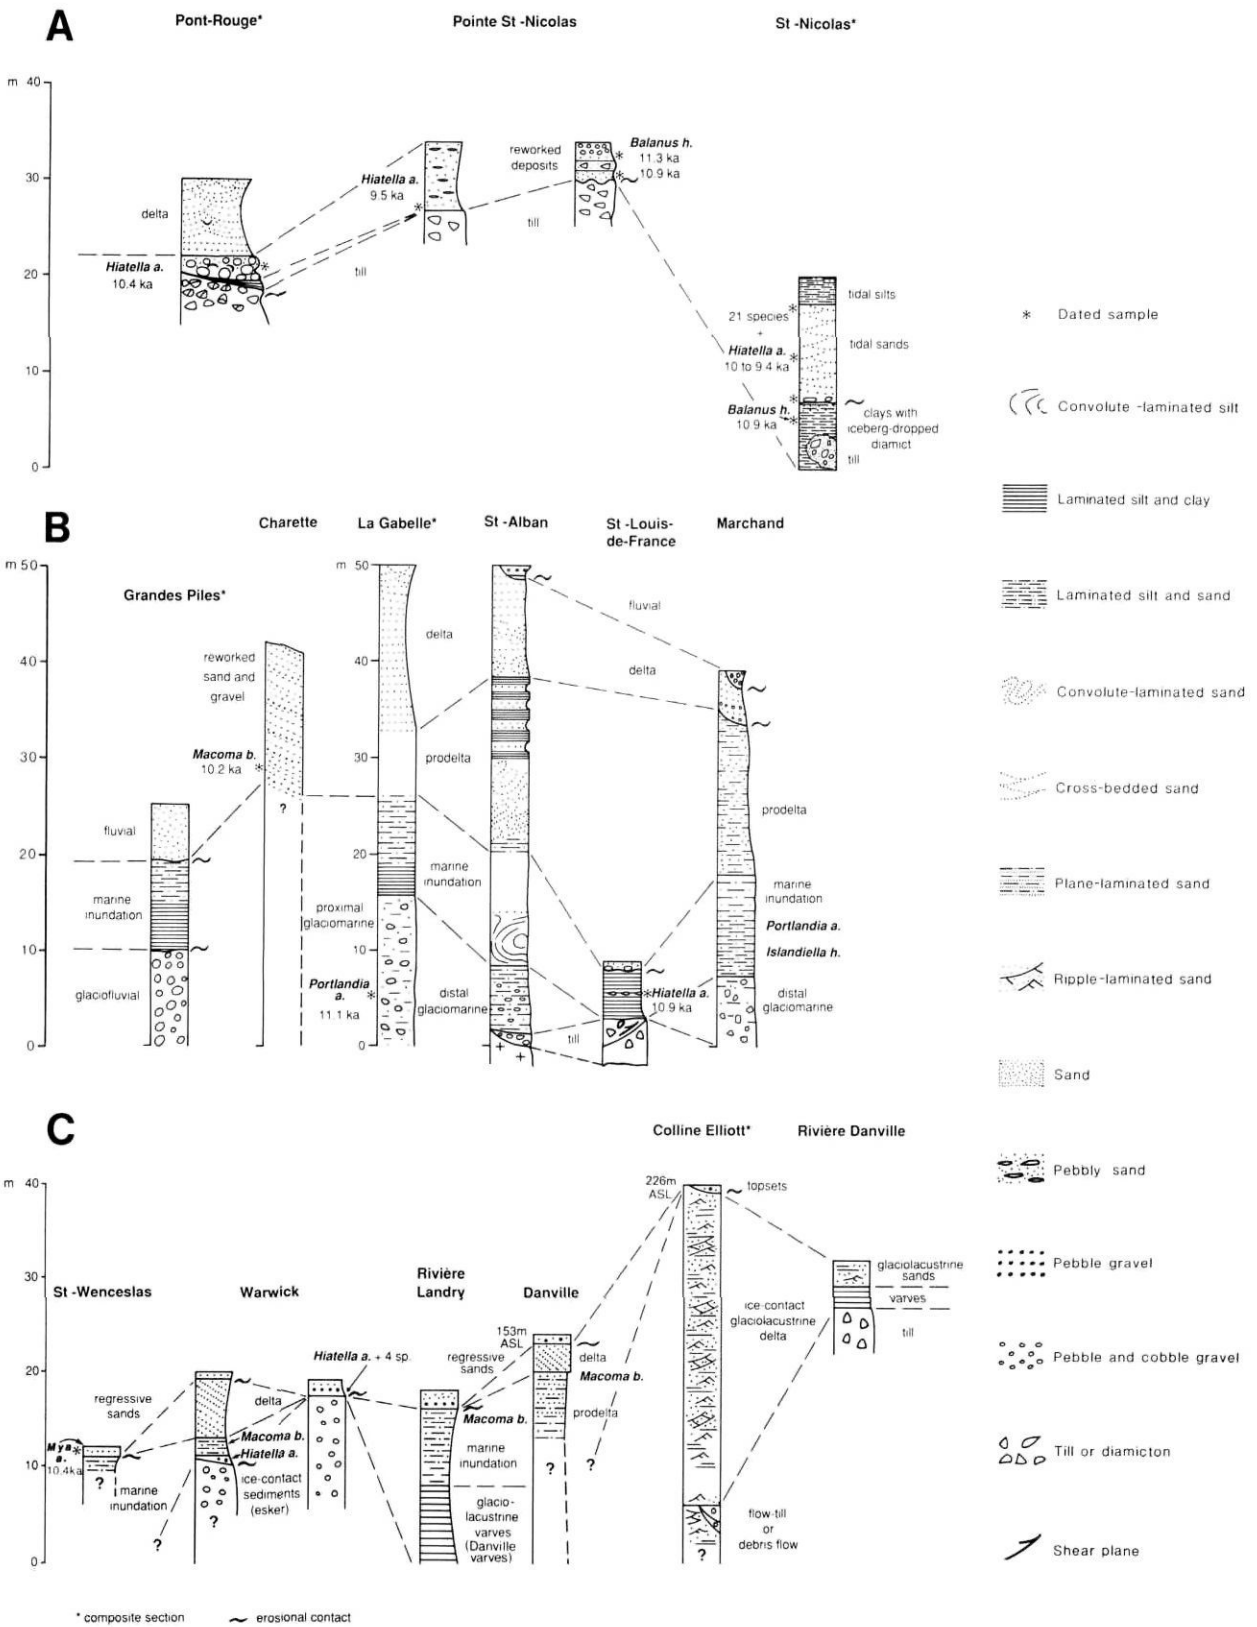 A
Pont-Rouge*
Pointe St -Nicolas
St -Nicolas*
m 40
30
20
10
0
delta
Hiatella a.
10.4 ka
till
Hiatella a.
9.5 ka
till
reworked
deposits
Balanus h.
11.3 ka
10.9 ka
21 species
+
Hiatella a.
10 to 9.4 ka
Balanus h.
10.9 ka
tidal silts
tidal sands
clays with
iceberg-dropped
diamict
till
* Dated sample
Convolute -laminated silt
Laminated silt and clay
Laminated silt and sand
Convolute-laminated sand
Cross-bedded sand
Plane-laminated sand
Ripple-laminated sand
Sand
Pebbly sand
Pebble gravel
Pebble and cobble gravel
Till or diamicton
Shear plane
B
Grandes Piles*
Charette
La Gabelle*
St -Alban
St -Louis-
de-France
Marchand
m 50
40
30
20
10
0
fluvial
marine
inundation
glaciofluvial
reworked
sand and
gravel
Macoma b.
10.2 ka
?
m 50
40
30
20
10
0
delta
prodelta
marine
inundation
proximal
glaciomarine
Portlandia
a.
11.1 ka
distal
glaciomarine
+
+
till
fluvial
delta
Hiatella a.
10.9 ka
prodelta
marine
inundation
Portlandia a.
Islandiella h.
distal
glaciomarine
C
St -Wenceslas
Warwick
Rivière
Landry
Danville
Colline Elliott*
Rivière Danville
m 40
30
20
10
0
Mya
a.
10.4ka
?
regressive
sands
marine
inundation
?
?
Macoma b.
Hiatella a.
ice-contact
sediments
(esker)
delta
Hiatella a. + 4 sp.
regressive
sands
Macoma b.
marine
inundation
glacio-
lacustrine
varves
(Danville
varves)
153m
ASL
delta
Macoma b.
prodelta
?
?
226m
ASL
topsets
ice-contact
glaciolacustrine
delta
flow-till
or
debris flow
?
glaciolacustrine
sands
varves
till
* composite section
~ erosional contact